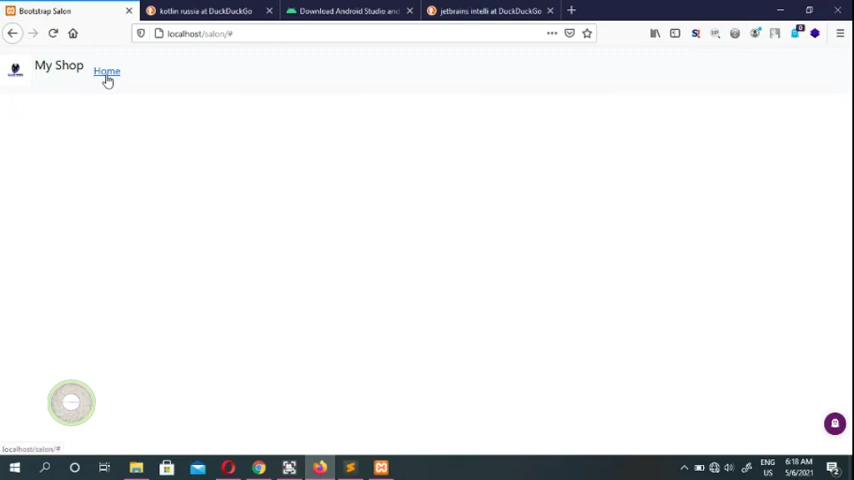 Bootstrap Salon
kotlin russia at DuckDuckGo
Download Android Studio and
jetbrains intelli at DuckDuckGo
localhost/salon/#
My Shop
Home
localhost/salon/#
ENG
US
6:18 AM
5/6/2021